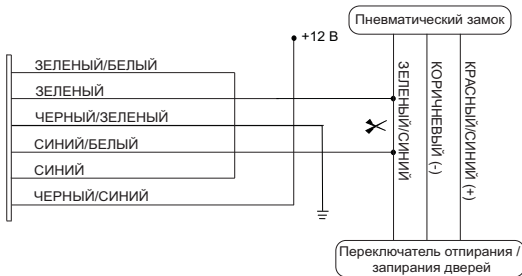 Пневматический замок
+12 В
ЗЕЛЕНЫЙ/БЕЛЫЙ
ЗЕЛЕНЫЙ
ЧЕРНЫЙ/ЗЕЛЕНЫЙ
СИНИЙ/БЕЛЫЙ
СИНИЙ
ЧЕРНЫЙ/СИНИЙ
ЗЕЛЕНЫЙ/СИНИЙ
КОРИЧНЕВЫЙ (-)
КРАСНЫЙ/СИНИЙ (+)
Переключатель отпирания /
запирания дверей